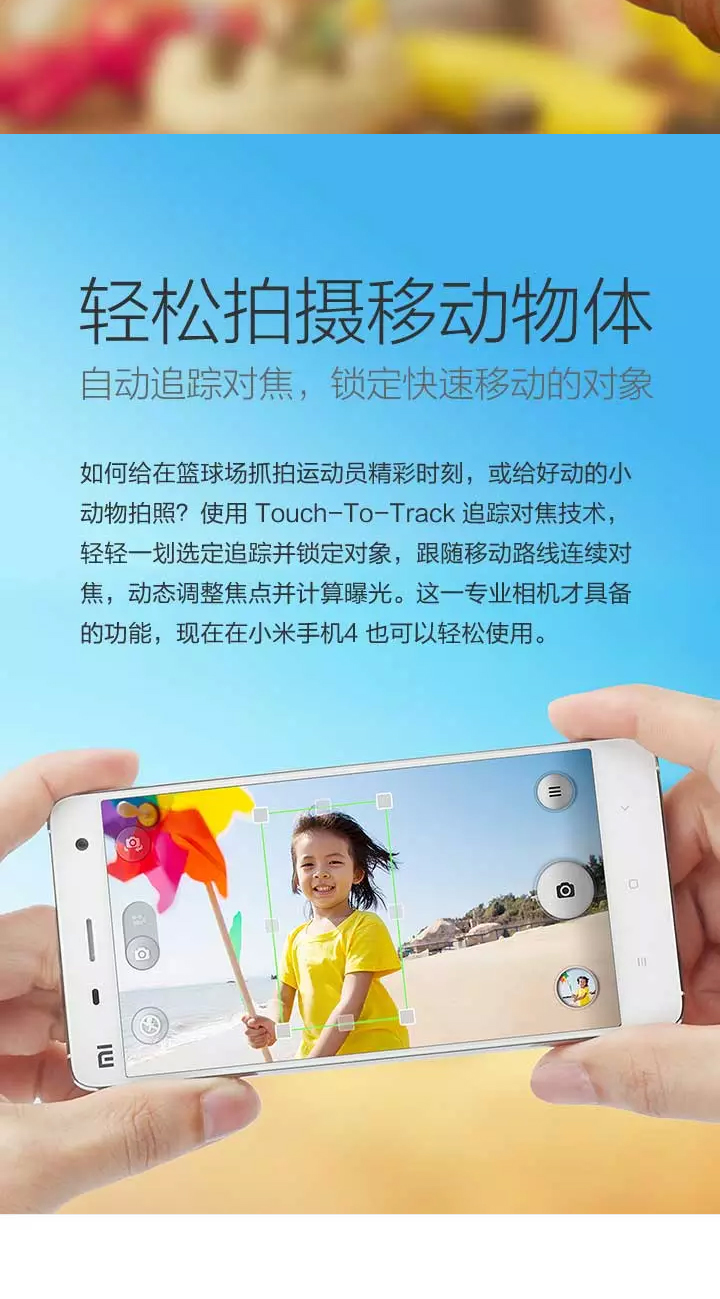 轻松拍摄移动物体
自动追踪对焦，锁定快速移动的对象
如何给在篮球场抓拍运动员精彩时刻，或给好动的小
动物拍照？使用 Touch-To-Track 追踪对焦技术，
轻轻一划选定追踪并锁定对象，跟随移动路线连续对
焦，动态调整焦点并计算曝光。这一专业相机才具备
的功能，现在在小米手机4 也可以轻松使用。
MI